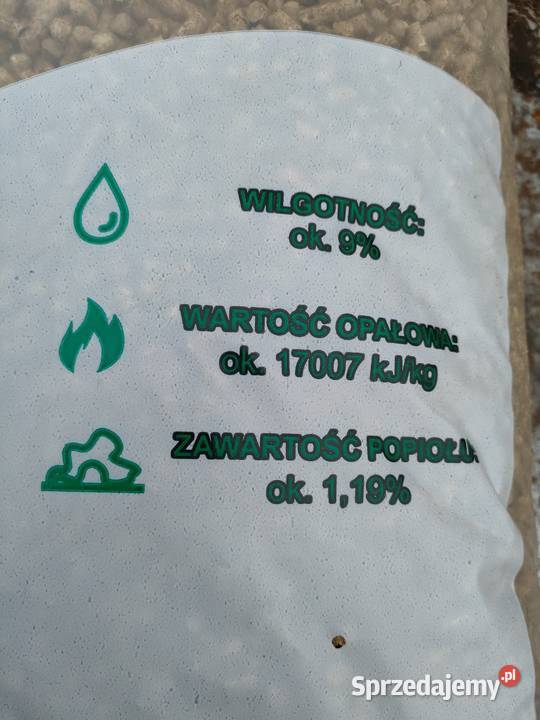 WILGOTNOŚĆ:
ok. 9%
WARTOŚĆ OPAŁOWA:
ok. 17007 kJ/kg
ZAWARTOŚĆ POPIOŁU:
ok. 1,19%
Sprzedajemy.pl